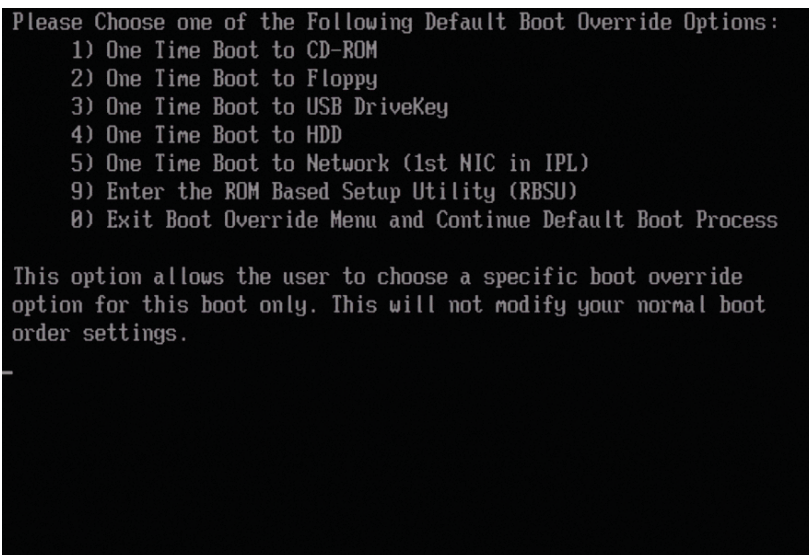 Please Choose one of the Following Default Boot Override Options:
1) One Time Boot to CD-ROM
2) One Time Boot to Floppy
3) One Time Boot to USB DriveKey
4) One Time Boot to HDD
5) One Time Boot to Network (1st NIC in IPL)
9) Enter the ROM Based Setup Utility (RBSU)
0) Exit Boot Override Menu and Continue Default Boot Process
This option allows the user to choose a specific boot override
option for this boot only. This will not modify your normal boot
order settings.